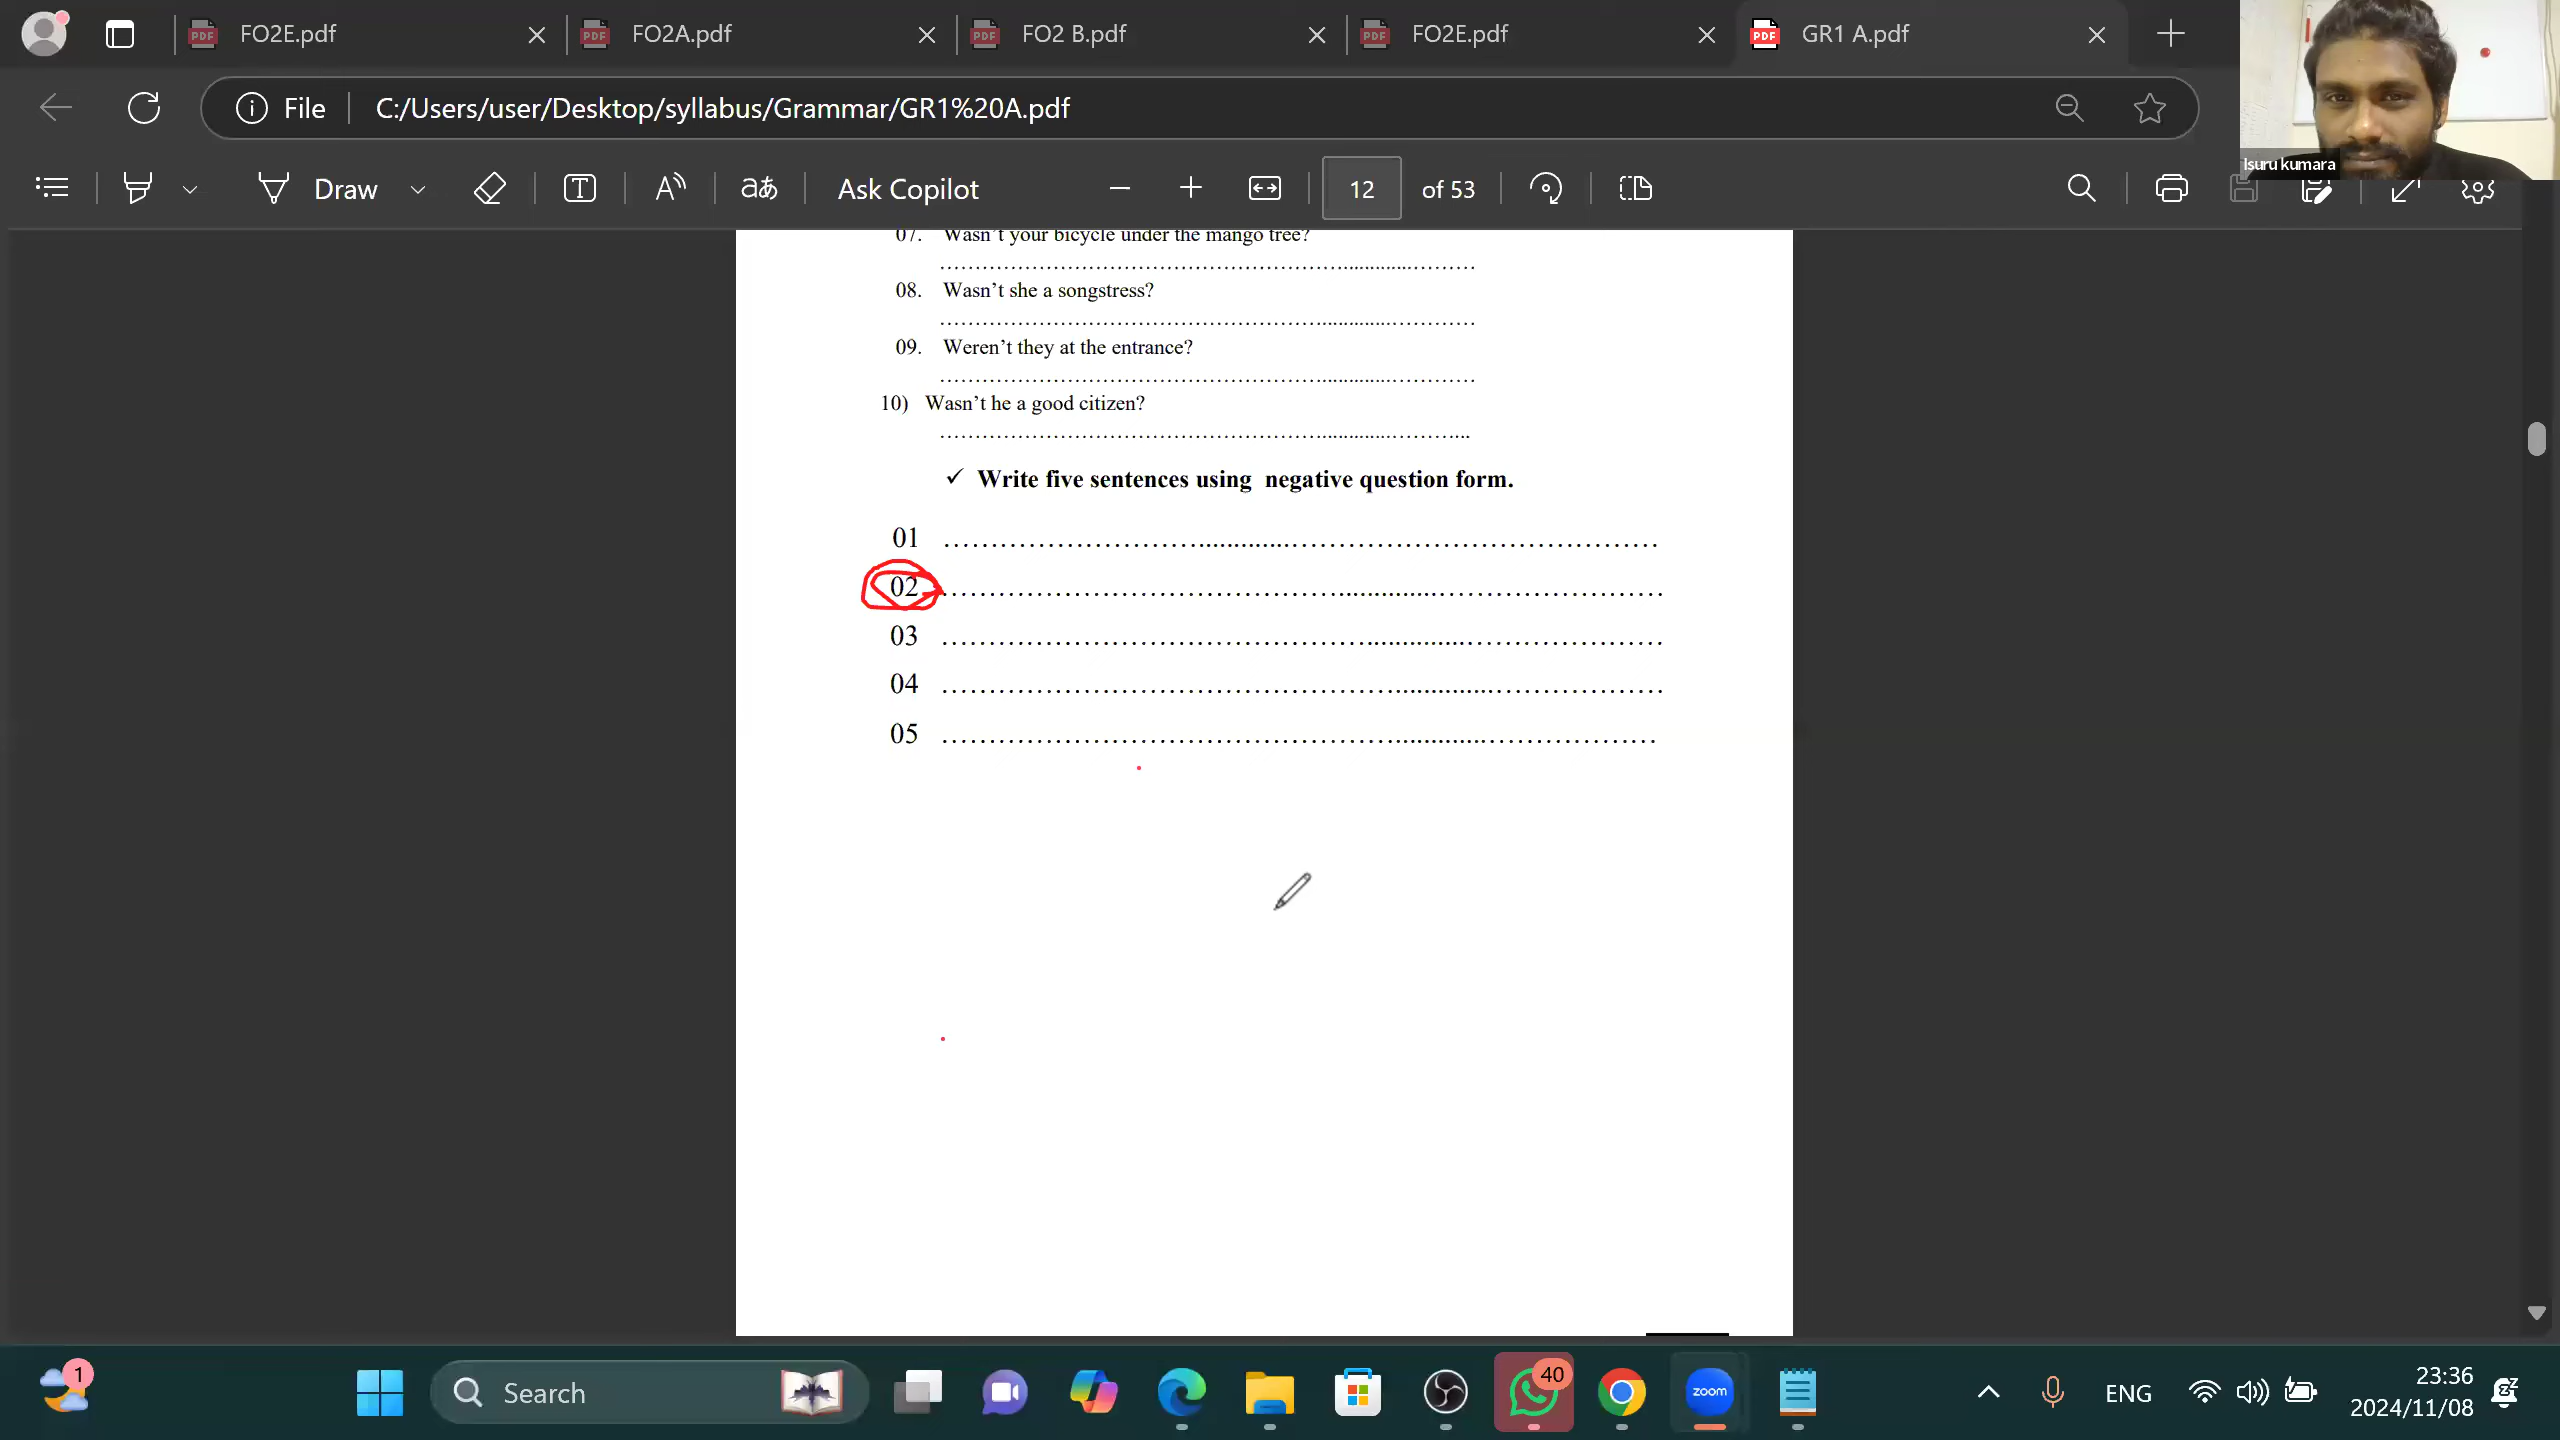 FO2E.pdf
FO2A.pdf
FO2 B.pdf
FO2E.pdf
GR1 A.pdf
File
C:/Users/user/Desktop/syllabus/Grammar/GR1%20A.pdf
Isuru kumara
Draw
aあ
Ask Copilot
12 of 53
07. Wasn't your bicycle under the mango tree?
08. Wasn't she a songstress?
09. Weren't they at the entrance?
10) Wasn't he a good citizen?
✓ Write five sentences using negative question form.
01
02
03
04
05
1
Search
40
zoom
ENG
23:36
2024/11/08